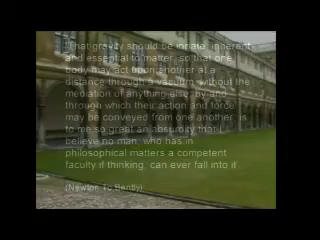 'That gravity should be innate, inherent
and essential to matter, so that one
body may act upon another at a
distance through a vacuum, without the
mediation of anything else, by and
through which their action and force
may be conveyed from one another, is
to me so great an absurdity that I
believe no man, who has in
philosophical matters a competent
faculty if thinking, can ever fall into it'
(Newton To Bently)